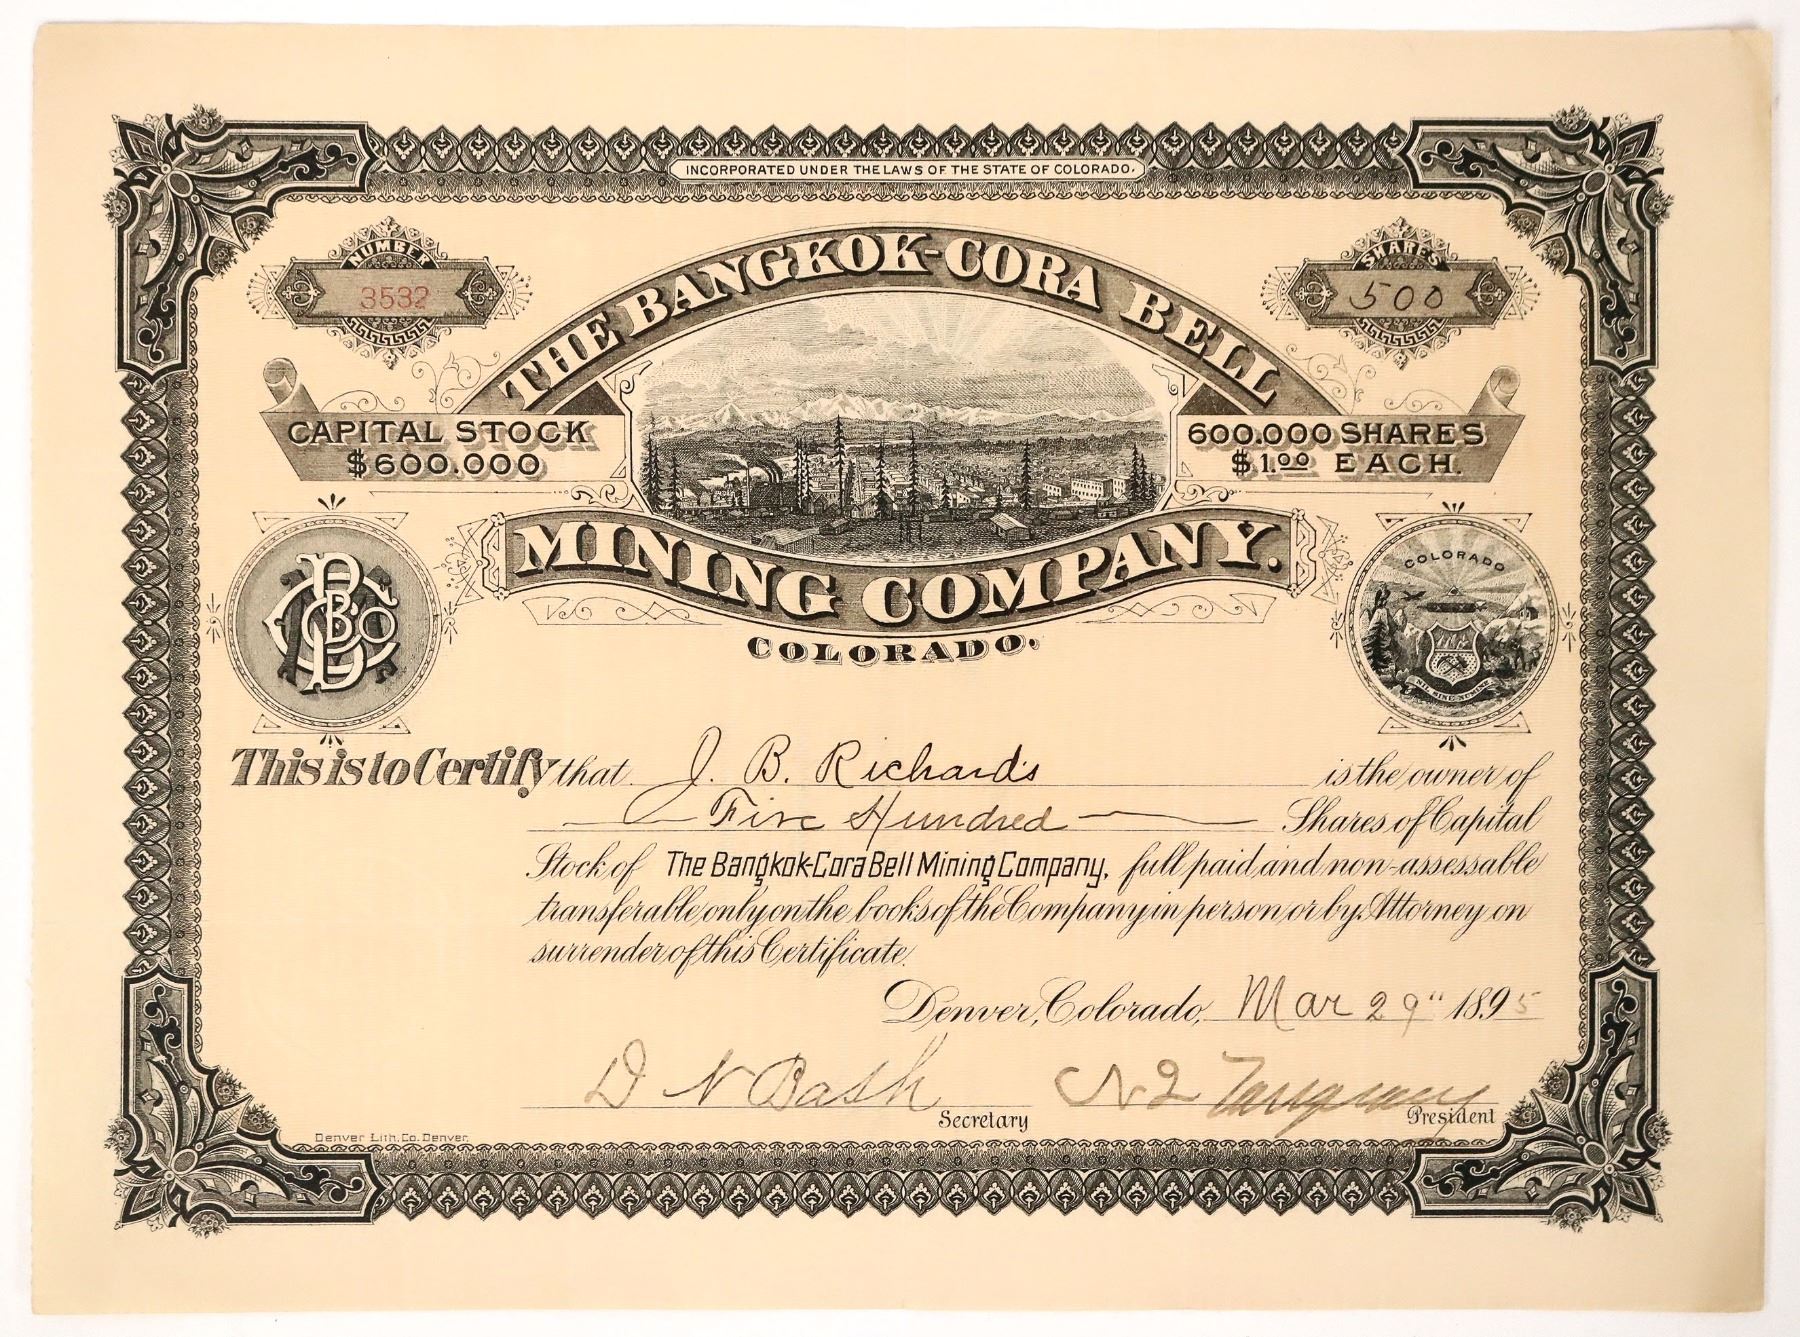 INCORPORATED UNDER THE LAWS OF THE STATE OF COLORADO.
NUMBER
3532
SHARES
500
THE BANGKOK-CORA BELL
CAPITAL STOCK
$600.000
600.000 SHARES
$1.00 EACH.
MINING COMPANY.
COLORADO.
COLORADO
NIL SINE NUMINE
This is to Certify that J. B. Richards is the owner of
Five Hundred Shares of Capital
Stock of The Bangkok-Cora Bell Mining Company, full paid and non-assessable
transferable only on the books of the Company in person or by Attorney on
surrender of this Certificate.
Denver, Colorado, Mar 29" 1895
D N Bash
Secretary
President
Denver Lith. Co. Denver.